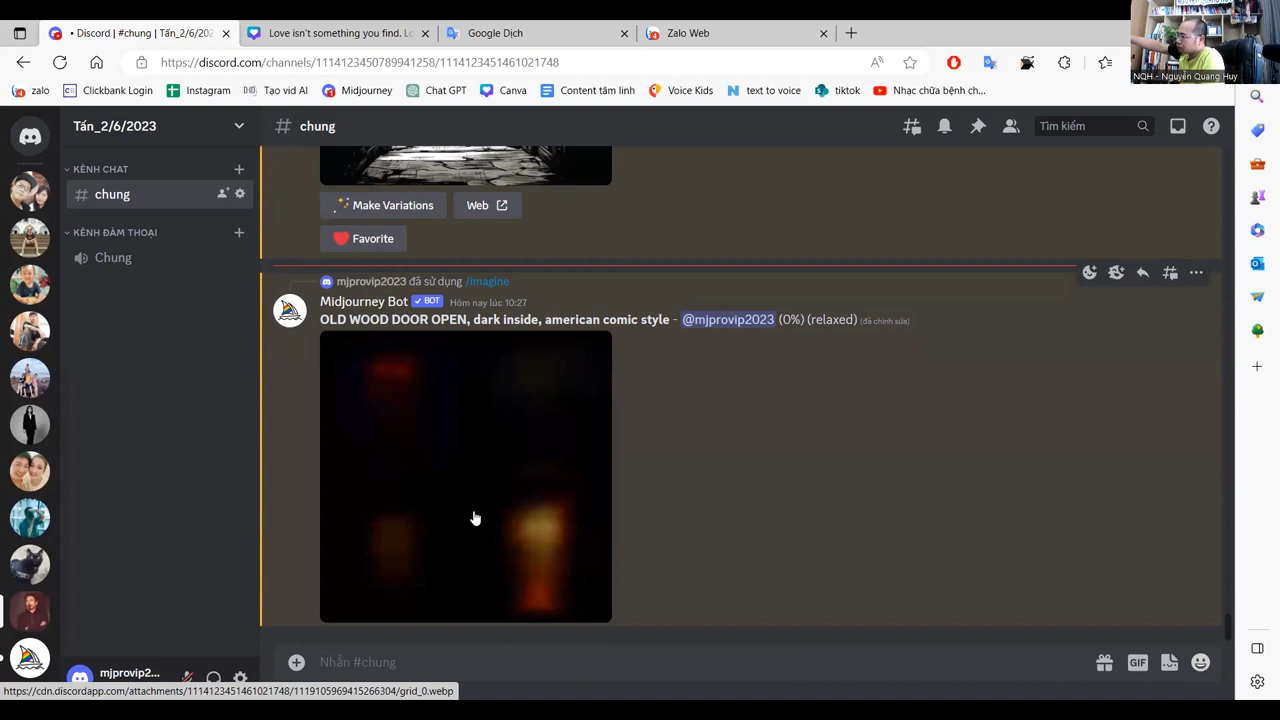 • Discord | #chung | Tấn_2/6/202
Love isn't something you find. Lo
Google Dịch
Zalo Web
https://discord.com/channels/1114123450789941258/1114123451461021748
NQH - Nguyễn Quang Huy
zalo
Clickbank Login
Instagram
Tạo vid AI
Midjourney
Chat GPT
Canva
Content tâm linh
Voice Kids
text to voice
tiktok
Nhạc chữa bệnh ch...
Tấn_2/6/2023
# chung
Tìm kiếm
KÊNH CHAT
# chung
KÊNH ĐÀM THOẠI
Chung
Make Variations
Web
Favorite
mjprovip2023 đã sử dụng /imagine
Midjourney Bot ✓ BOT Hôm nay lúc 10:27
OLD WOOD DOOR OPEN, dark inside, american comic style - @mjprovip2023 (0%) (relaxed) (đã chỉnh sửa)
Nhắn #chung
GIF
mjprovip2...
https://cdn.discordapp.com/attachments/1114123451461021748/1119105969415266304/grid_0.webp